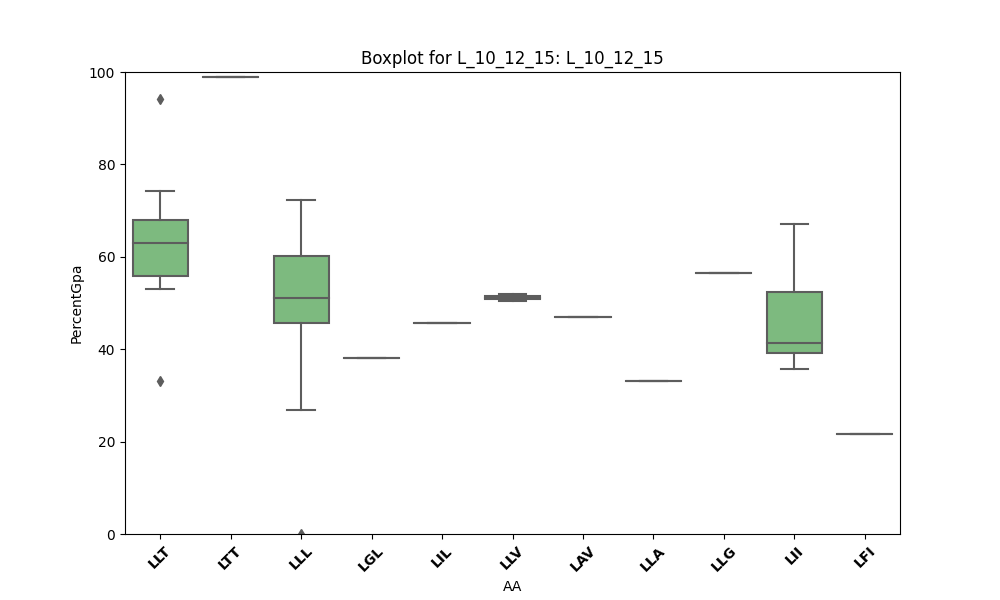 Boxplot for L_10_12_15: L_10_12_15
100
80
60
40
20
0
PercentGpa
LLT
LTT
LLL
LGL
LIL
LLV
LAV
LLA
LLG
LII
LFI
AA